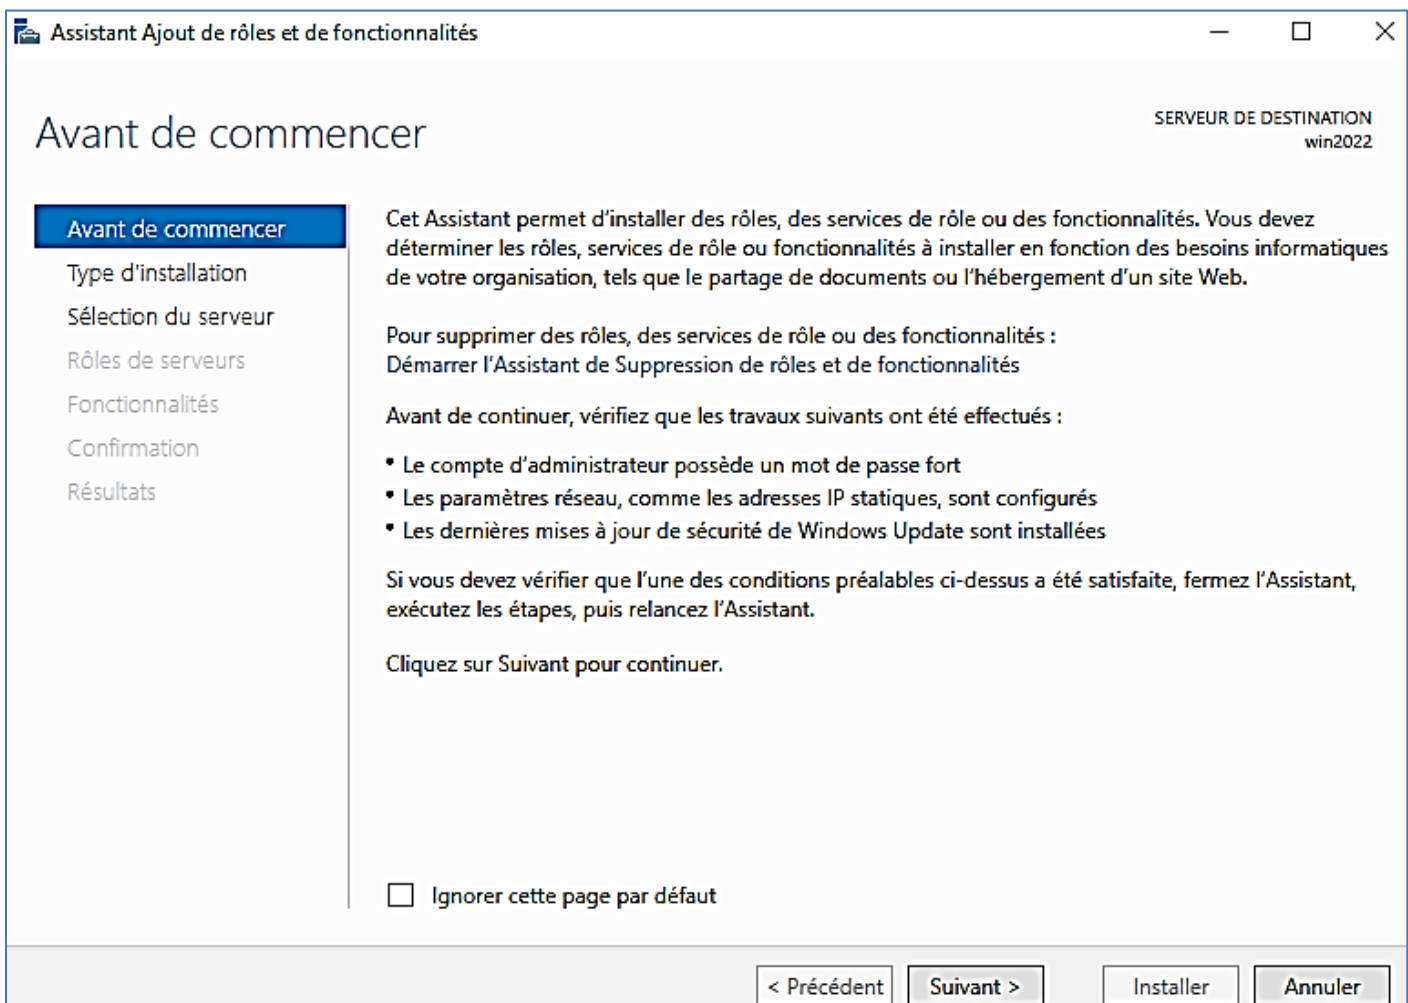 Assistant Ajout de rôles et de fonctionnalités
Avant de commencer
SERVEUR DE DESTINATION
win2022
Avant de commencer
Type d'installation
Sélection du serveur
Rôles de serveurs
Fonctionnalités
Confirmation
Résultats
Cet Assistant permet d'installer des rôles, des services de rôle ou des fonctionnalités. Vous devez
déterminer les rôles, services de rôle ou fonctionnalités à installer en fonction des besoins informatiques
de votre organisation, tels que le partage de documents ou l'hébergement d'un site Web.
Pour supprimer des rôles, des services de rôle ou des fonctionnalités :
Démarrer l'Assistant de Suppression de rôles et de fonctionnalités
Avant de continuer, vérifiez que les travaux suivants ont été effectués :
• Le compte d'administrateur possède un mot de passe fort
• Les paramètres réseau, comme les adresses IP statiques, sont configurés
• Les dernières mises à jour de sécurité de Windows Update sont installées
Si vous devez vérifier que l'une des conditions préalables ci-dessus a été satisfaite, fermez l'Assistant,
exécutez les étapes, puis relancez l'Assistant.
Cliquez sur Suivant pour continuer.
Ignorer cette page par défaut
< Précédent
Suivant >
Installer
Annuler